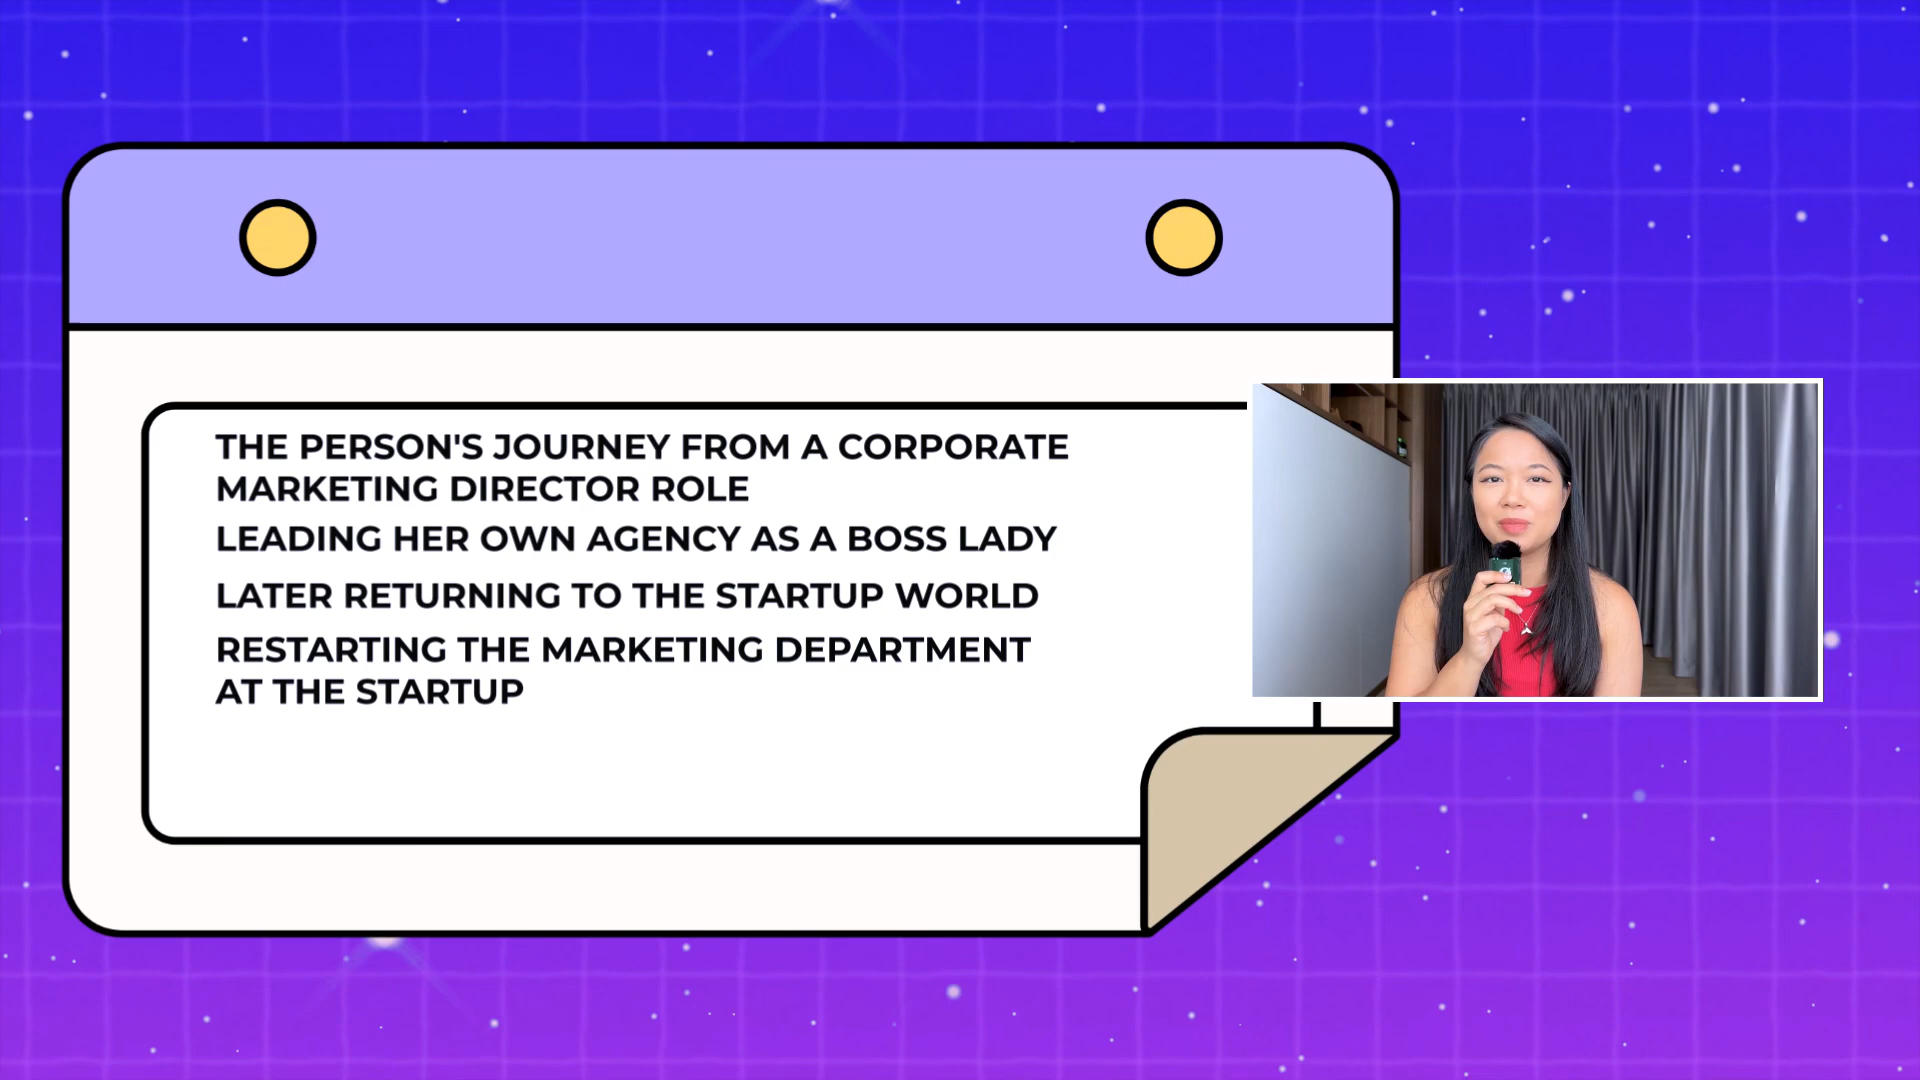 THE PERSON'S JOURNEY FROM A CORPORATE
MARKETING DIRECTOR ROLE
LEADING HER OWN AGENCY AS A BOSS LADY
LATER RETURNING TO THE STARTUP WORLD
RESTARTING THE MARKETING DEPARTMENT
AT THE STARTUP